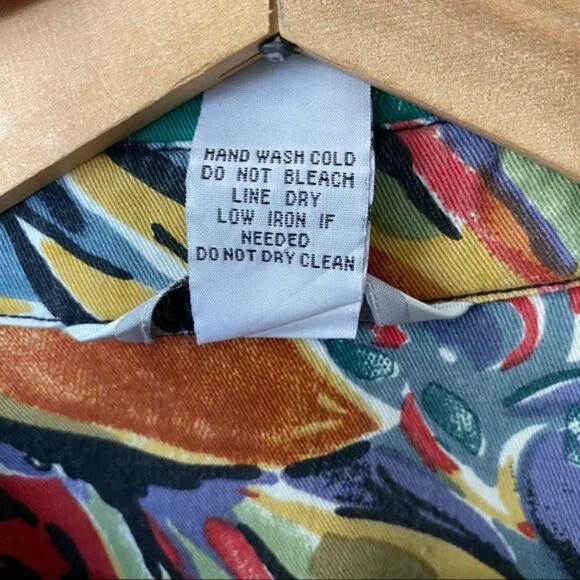 HAND WASH COLD
DO NOT BLEACH
LINE DRY
LOW IRON IF
NEEDED
DO NOT DRY CLEAN